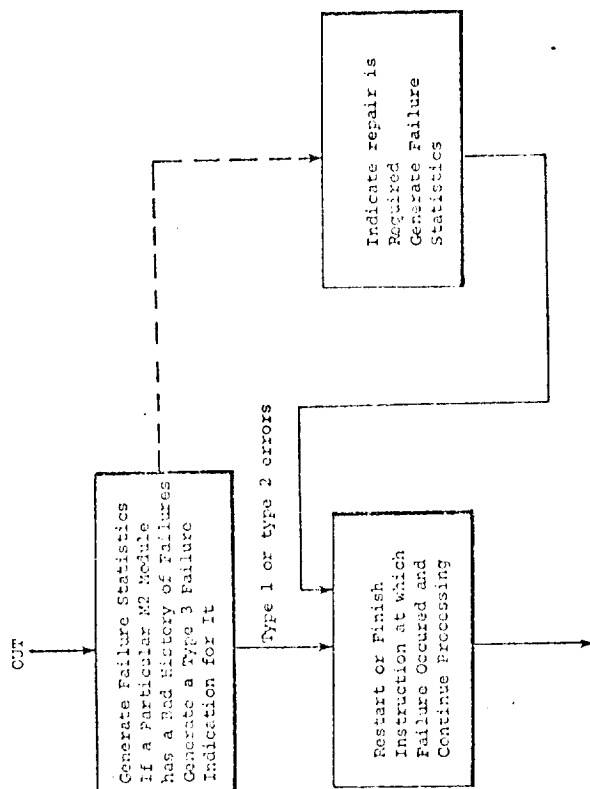 OUT
Generate Failure Statistics
If a Particular M2 Module
has a Bad History of Failures
Generate a Type 3 Failure
Indication for It
Type 1 or type 2 errors
Indicate repair is
Required
Generate Failure
Statistics
Restart or Finish
Instruction at which
Failure Occured and
Continue Processing